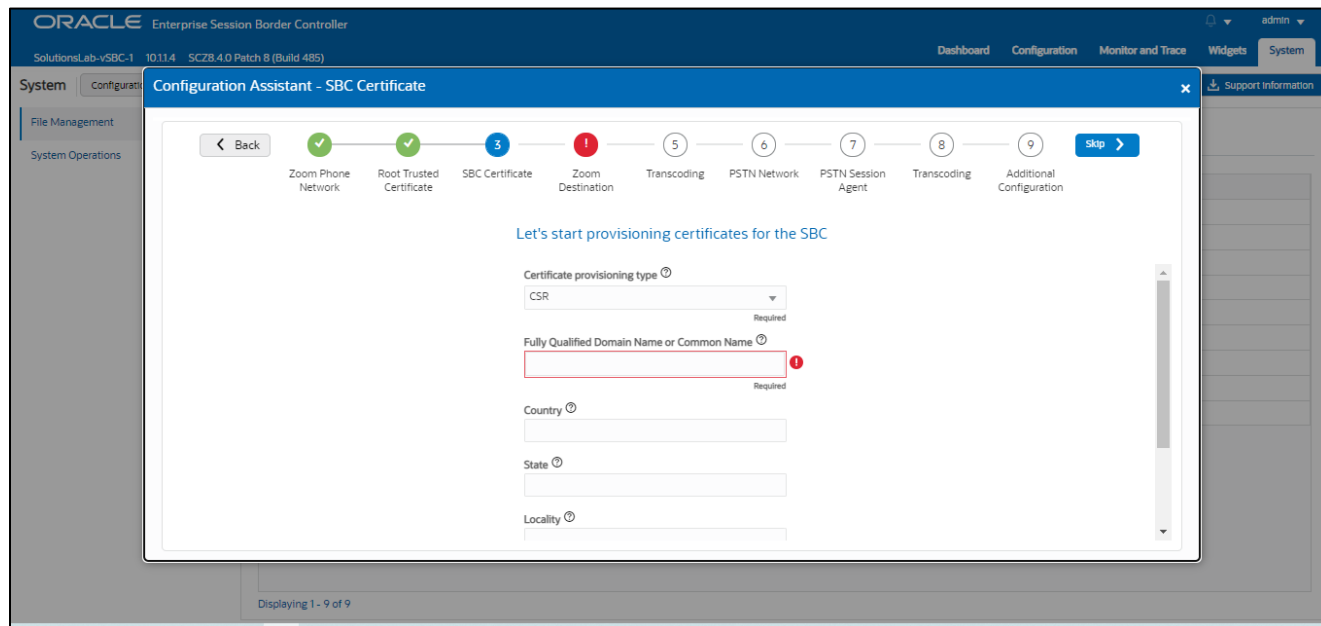 ORACLE Enterprise Session Border Controller
admin
SolutionsLab-vSBC-1 10.1.1.4 SCZ8.4.0 Patch 8 (Build 485)
Dashboard Configuration Monitor and Trace Widgets System
System
Configuratio
Support Information
File Management
System Operations
Configuration Assistant - SBC Certificate
Back
3 ! 5 6 7 8 9
Skip
Zoom Phone Network
Root Trusted Certificate
SBC Certificate
Zoom Destination
Transcoding
PSTN Network
PSTN Session Agent
Transcoding
Additional Configuration
Let's start provisioning certificates for the SBC
Certificate provisioning type ?
CSR
Required
Fully Qualified Domain Name or Common Name ?
!
Required
Country ?
State ?
Locality ?
Displaying 1 - 9 of 9